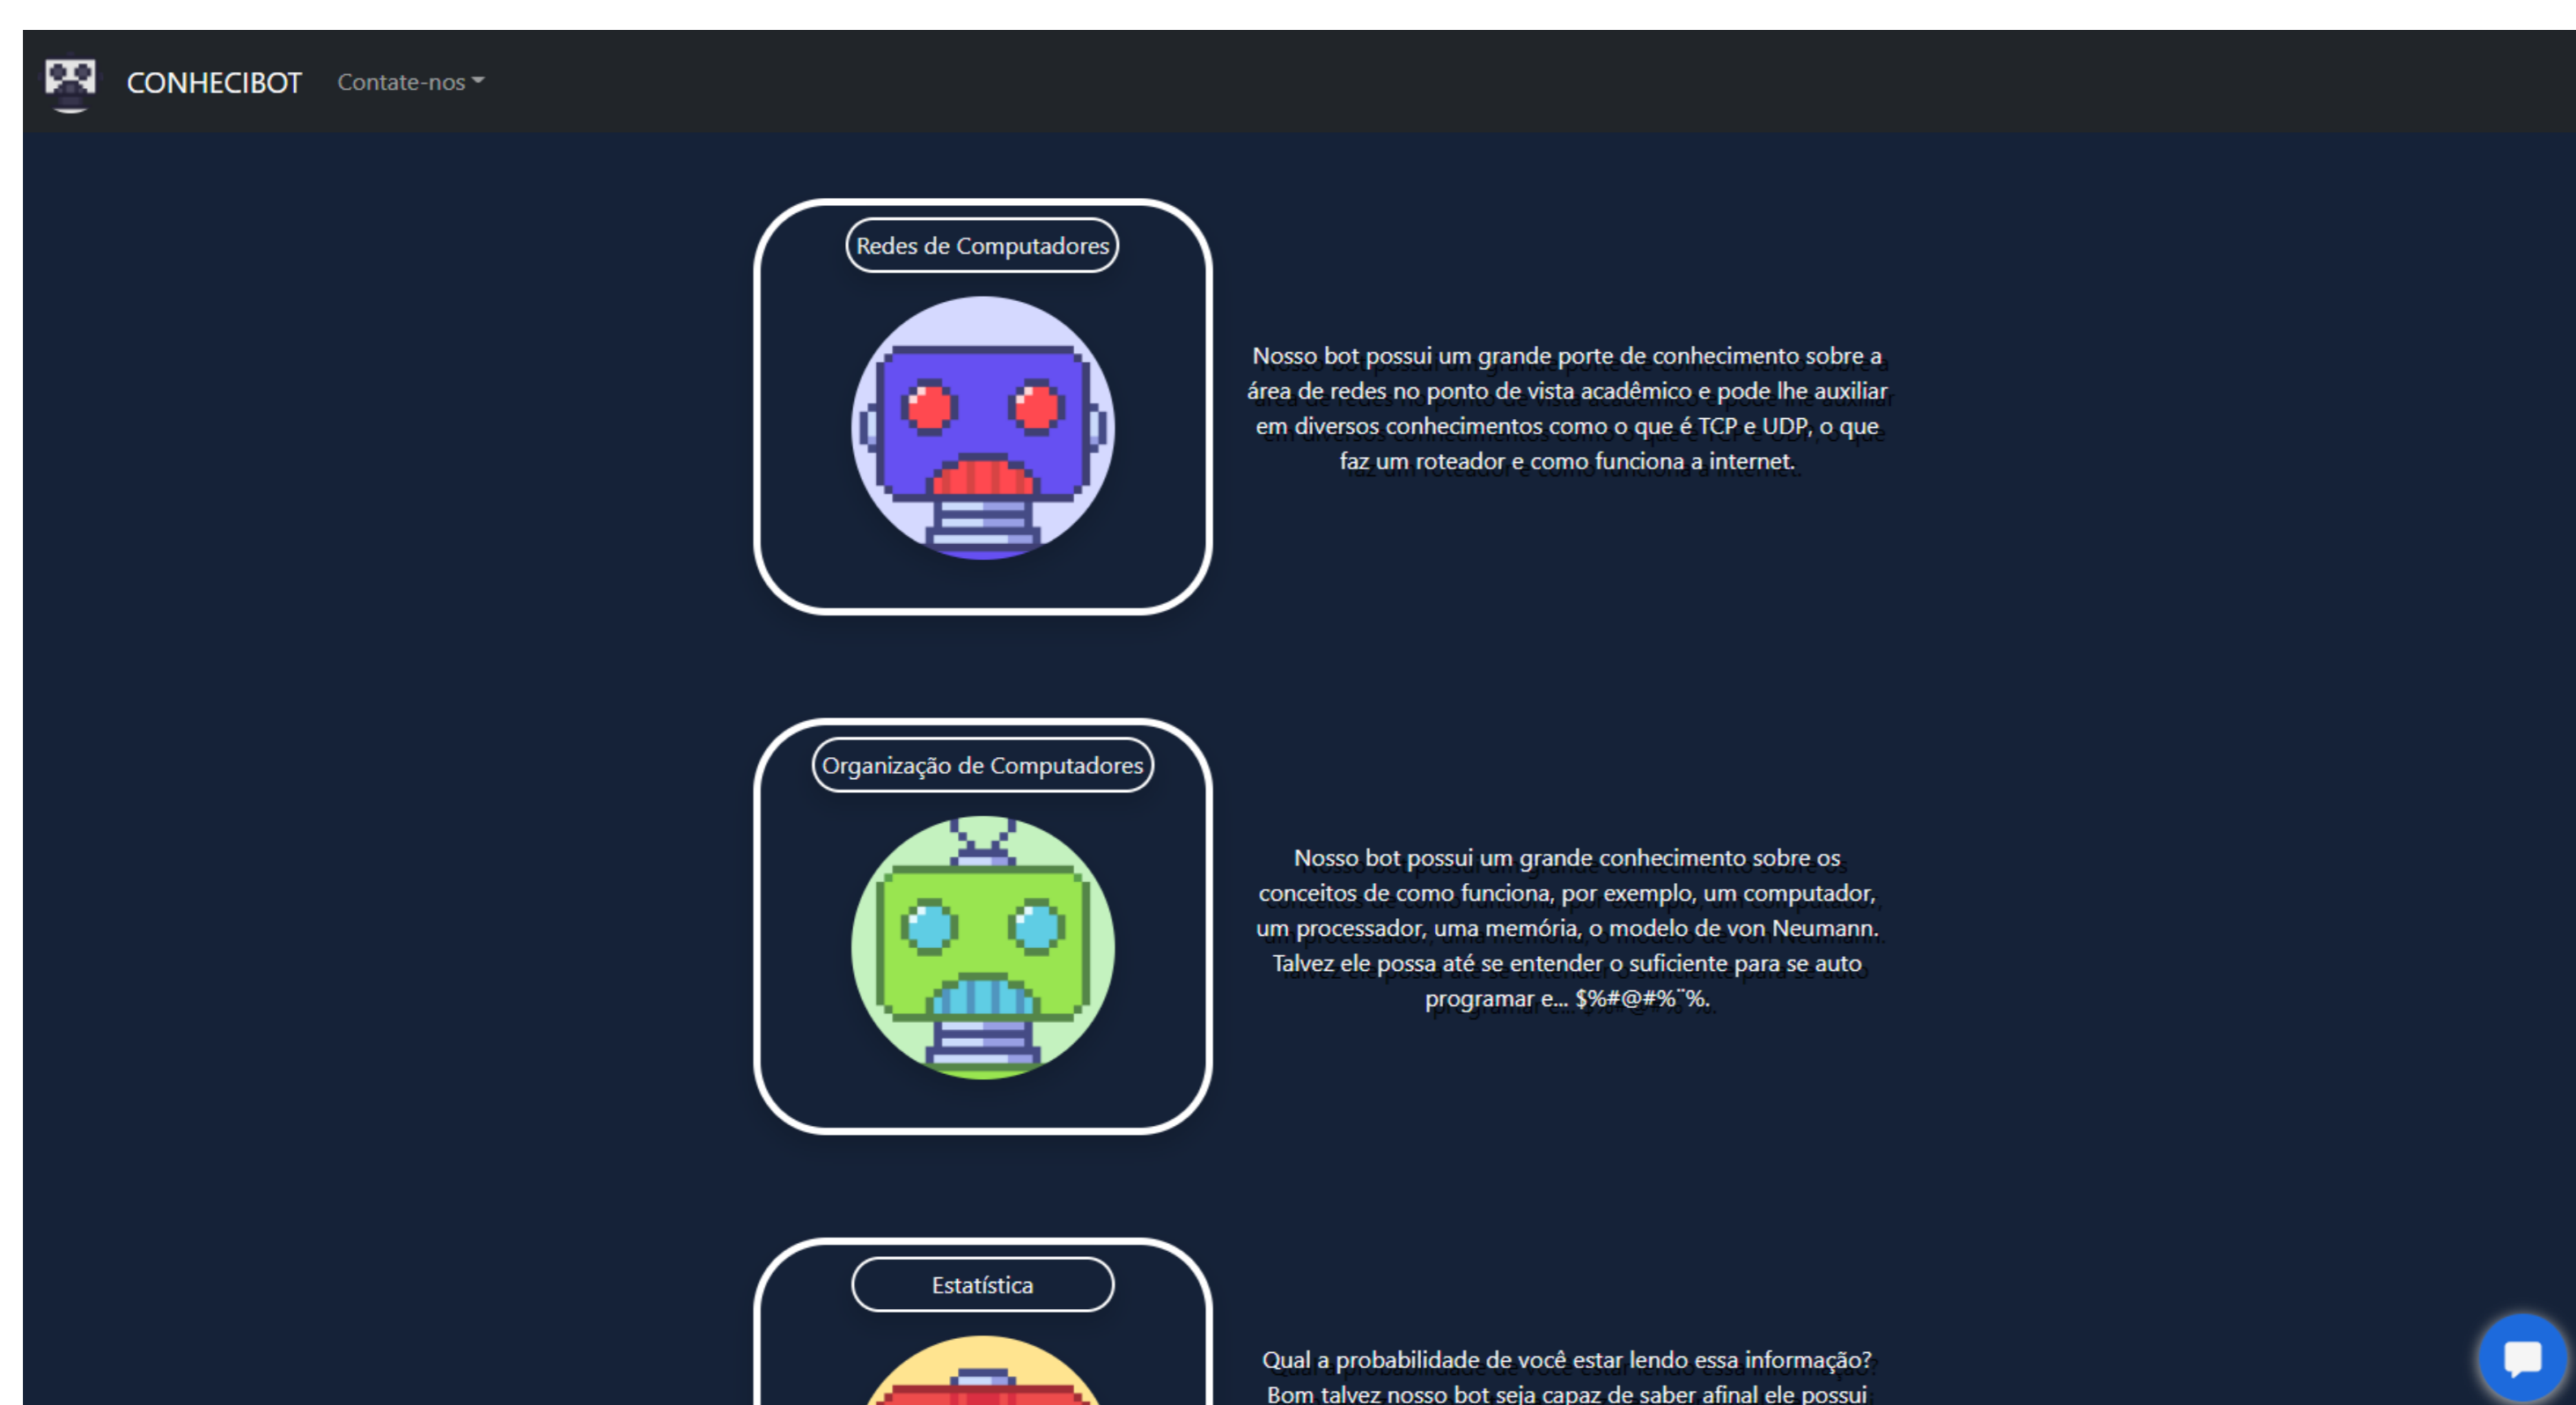 CONHECIBOT
Contate-nos
Redes de Computadores
Nosso bot possui um grande porte de conhecimento sobre a
área de redes no ponto de vista acadêmico e pode lhe auxiliar
em diversos conhecimentos como o que é TCP e UDP, o que
faz um roteador e como funciona a internet.
Organização de Computadores
Nosso bot possui um grande conhecimento sobre os
conceitos de como funciona, por exemplo, um computador,
um processador, uma memória, o modelo de von Neumann.
Talvez ele possa até se entender o suficiente para se auto
programar e... $%#@#%¨%.
Estatística
Qual a probabilidade de você estar lendo essa informação?
Bom talvez nosso bot seja capaz de saber afinal ele possui